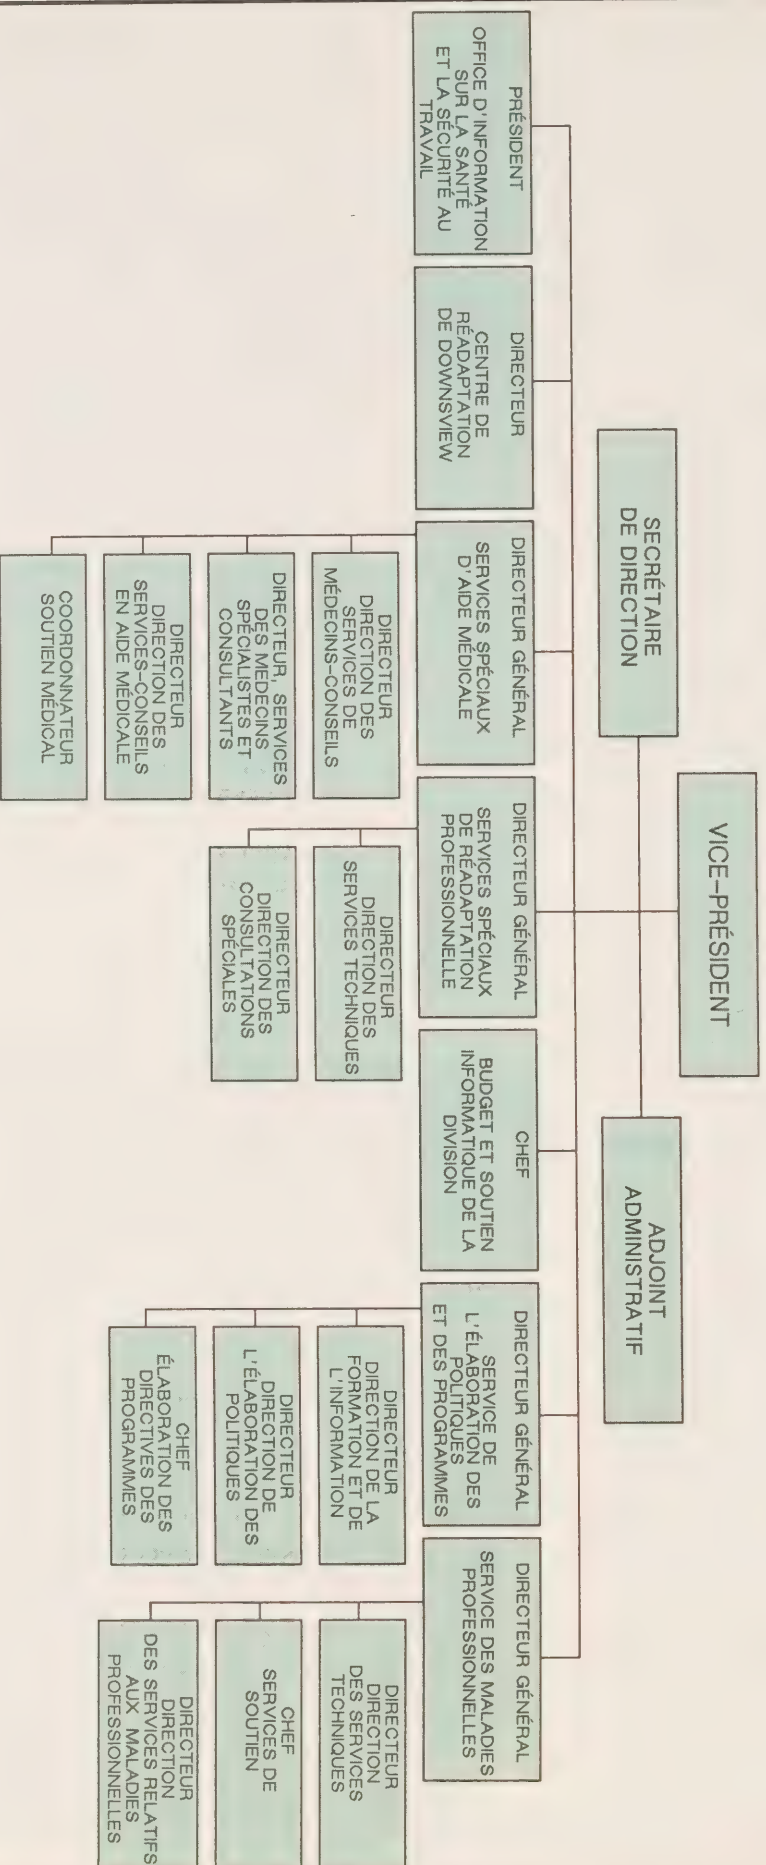 VICE-PRÉSIDENT
SECRÉTAIRE
DE DIRECTION
ADJOINT
ADMINISTRATIF
PRÉSIDENT
OFFICE D'INFORMATION
SUR LA SANTÉ
ET LA SÉCURITÉ AU
TRAVAIL
DIRECTEUR
CENTRE DE
RÉADAPTATION
DE DOWNSVIEW
DIRECTEUR GÉNÉRAL
SERVICES SPÉCIAUX
D'AIDE MÉDICALE
DIRECTEUR
DIRECTION DES
SERVICES DE
MÉDECINS-CONSEILS
DIRECTEUR, SERVICES
DES MEDECINS
SPÉCIALISTES ET
CONSULTANTS
DIRECTEUR
DIRECTION DES
SERVICES-CONSEILS
EN AIDE MÉDICALE
COORDONNATEUR
SOUTIEN MÉDICAL
DIRECTEUR GÉNÉRAL
SERVICES SPÉCIAUX
DE RÉADAPTATION
PROFESSIONNELLE
DIRECTEUR
DIRECTION DES
SERVICES TECHNIQUES
DIRECTEUR
DIRECTION DES
CONSULTATIONS
SPÉCIALES
CHEF
BUDGET ET SOUTIEN
INFORMATIQUE DE LA
DIVISION
DIRECTEUR GÉNÉRAL
SERVICE DE
L'ÉLABORATION DES
POLITIQUES
ET DES PROGRAMMES
DIRECTEUR
DIRECTION DE LA
FORMATION ET DE
L'INFORMATION
DIRECTEUR
DIRECTION DE
L'ÉLABORATION DES
POLITIQUES
CHEF
ÉLABORATION DES
DIRECTIVES DES
PROGRAMMES
DIRECTEUR GÉNÉRAL
SERVICE DES MALADIES
PROFESSIONNELLES
DIRECTEUR
DIRECTION
DES SERVICES
TECHNIQUES
CHEF
SERVICES DE
SOUTIEN
DIRECTEUR
DIRECTION
DES SERVICES RELATIFS
AUX MALADIES
PROFESSIONNELLES